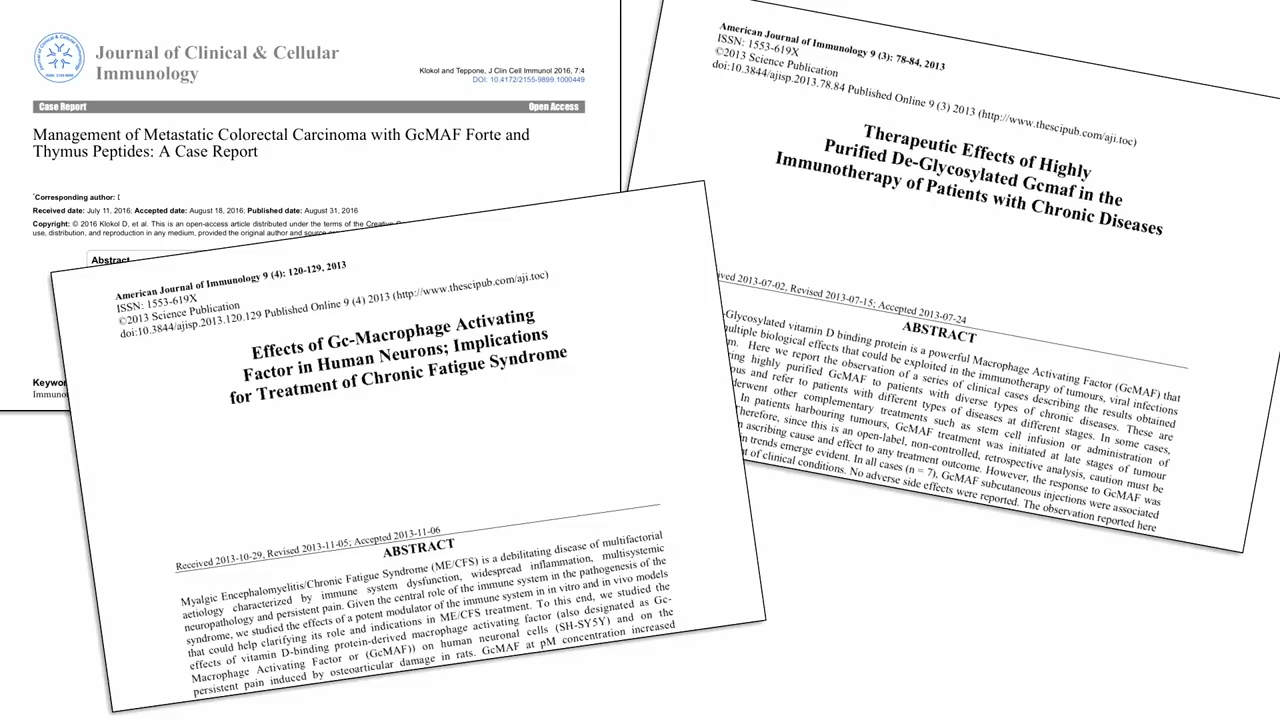 Journal of Clinical & Cellular
Immunology
Klokol and Teppone, J Clin Cell Immunol 2016, 7:4
DOI: 10.4172/2155-9899.1000449
Case Report
Open Access
Management of Metastatic Colorectal Carcinoma with GcMAF Forte and
Thymus Peptides: A Case Report
*Corresponding author:
Received date: July 11, 2016; Accepted date: August 18, 2016; Published date: August 31, 2016
Copyright: © 2016 Klokol D, et al. This is an open-access article distributed under the terms of the Creative
use, distribution, and reproduction in any medium, provided the original author and source
Abstract
American Journal of Immunology 9 (4): 120-129, 2013
ISSN: 1553-619X
©2013 Science Publication
doi:10.3844/ajisp.2013.120.129 Published Online 9 (4) 2013 (http://www.thescipub.com/aji.toc)
Effects of Gc-Macrophage Activating
Factor in Human Neurons; Implications
for Treatment of Chronic Fatigue Syndrome
Received 2013-10-29, Revised 2013-11-05; Accepted 2013-11-06
ABSTRACT
Myalgic Encephalomyelitis/Chronic Fatigue Syndrome (ME/CFS) is a debilitating disease of multifactorial
aetiology characterized by immune system dysfunction, widespread inflammation, multisystemic
neuropathology and persistent pain. Given the central role of the immune system in the pathogenesis of the
syndrome, we studied the effects of a potent modulator of the immune system in in vitro and in vivo models
that could help clarifying its role and indications in ME/CFS treatment. To this end, we studied the
effects of vitamin D-binding protein-derived macrophage activating factor (also designated as Gc-
Macrophage Activating Factor or (GcMAF)) on human neuronal cells (SH-SY5Y) and on the
persistent pain induced by osteoarticular damage in rats. GcMAF at pM concentration increased
American Journal of Immunology 9 (3): 78-84, 2013
ISSN: 1553-619X
©2013 Science Publication
doi:10.3844/ajisp.2013.78.84 Published Online 9 (3) 2013 (http://www.thescipub.com/aji.toc)
Therapeutic Effects of Highly
Purified De-Glycosylated Gcmaf in the
Immunotherapy of Patients with Chronic Diseases
2013-07-02, Revised 2013-07-15; Accepted 2013-07-24
ABSTRACT
-Glycosylated vitamin D binding protein is a powerful Macrophage Activating Factor (GcMAF) that
multiple biological effects that could be exploited in the immunotherapy of tumours, viral infections
Here we report the observation of a series of clinical cases describing the results obtained
highly purified GcMAF to patients with diverse types of chronic diseases. These are
and refer to patients with different types of diseases at different stages. In some cases,
other complementary treatments such as stem cell infusion or administration of
In patients harbouring tumours, GcMAF treatment was initiated at late stages of tumour
Therefore, since this is an open-label, non-controlled, retrospective analysis, caution must be
ascribing cause and effect to any treatment outcome. However, the response to GcMAF was
trends emerge evident. In all cases (n = 7), GcMAF subcutaneous injections were associated
of clinical conditions. No adverse side effects were reported. The observation reported here